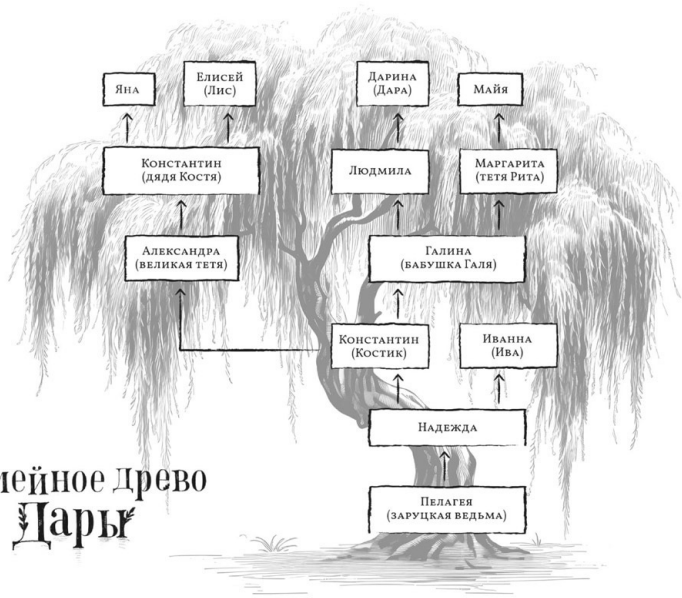 Яна
Елисей
(Лис)
Дарина
(Дара)
Майя
Константин
(дядя Костя)
Людмила
Маргарита
(тетя Рита)
Александра
(великая тетя)
Галина
(бабушка Галя)
Константин
(Костик)
Иванна
(Ива)
Надежда
Пелагея
(заруцкая ведьма)
мейное древо
Дары